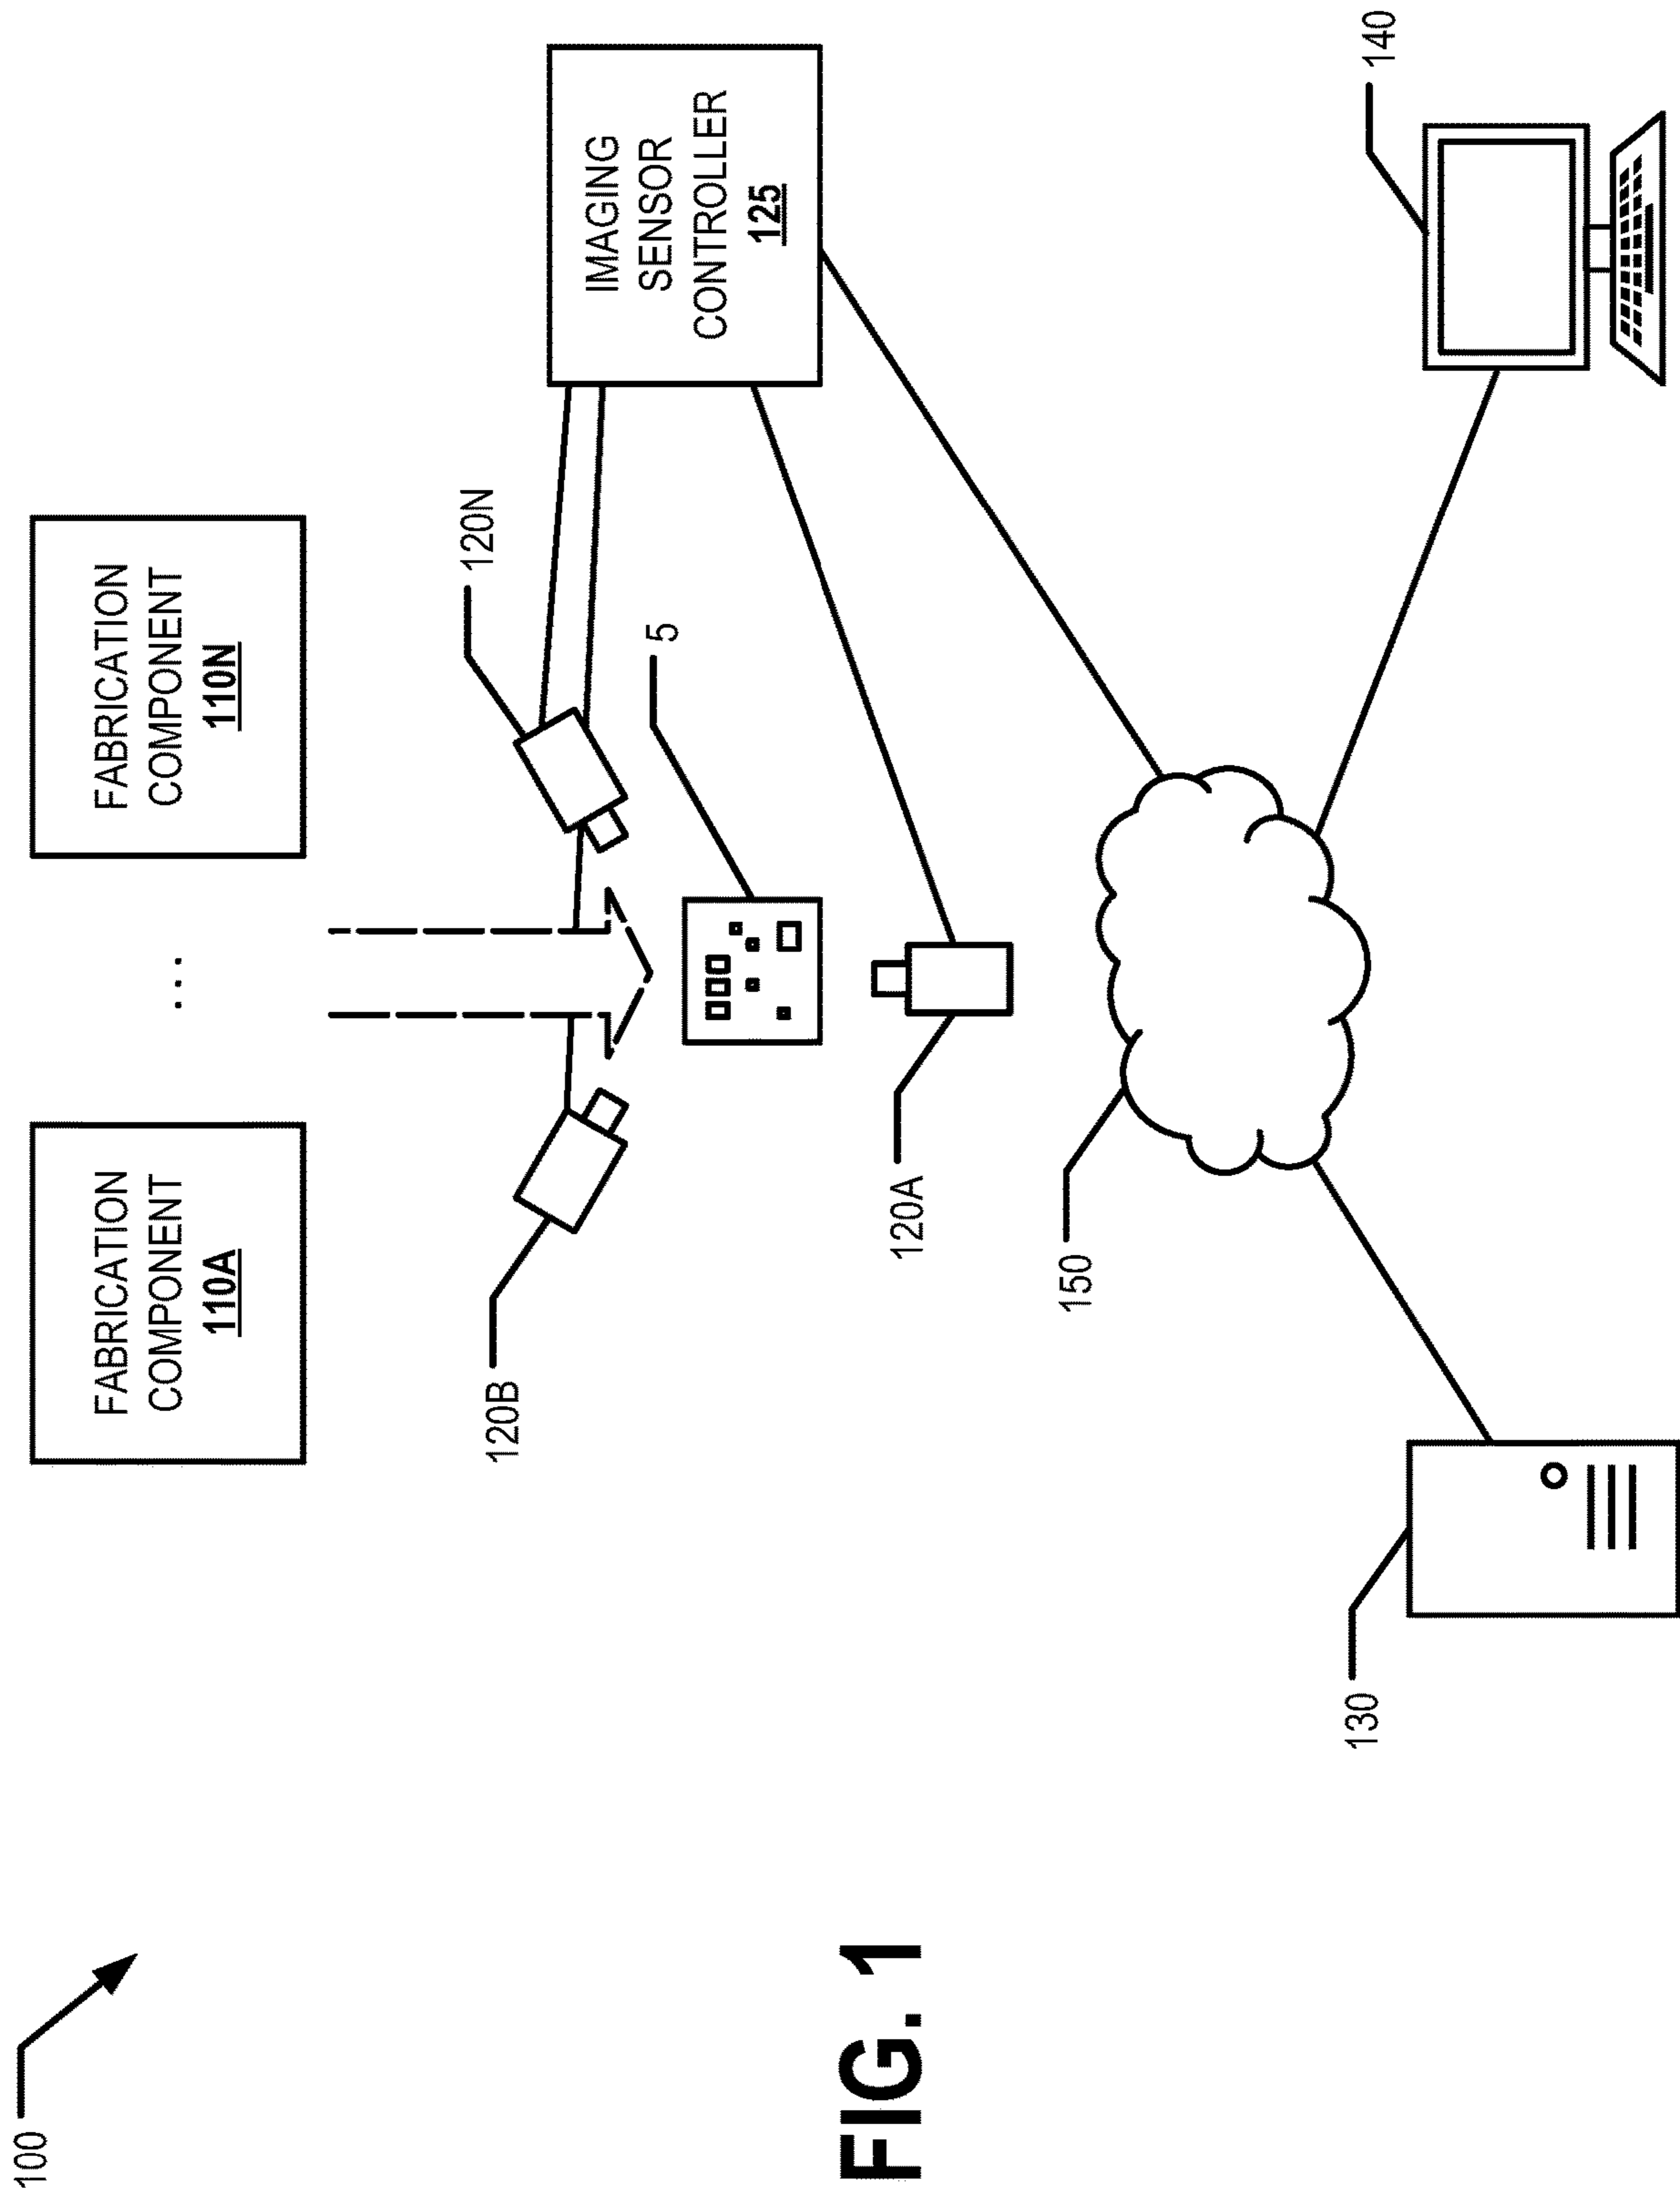 100
FABRICATION
COMPONENT
110A
...
FABRICATION
COMPONENT
110N
120B
120N
5
IMAGING
SENSOR
CONTROLLER
125
120A
150
130
140
FIG. 1